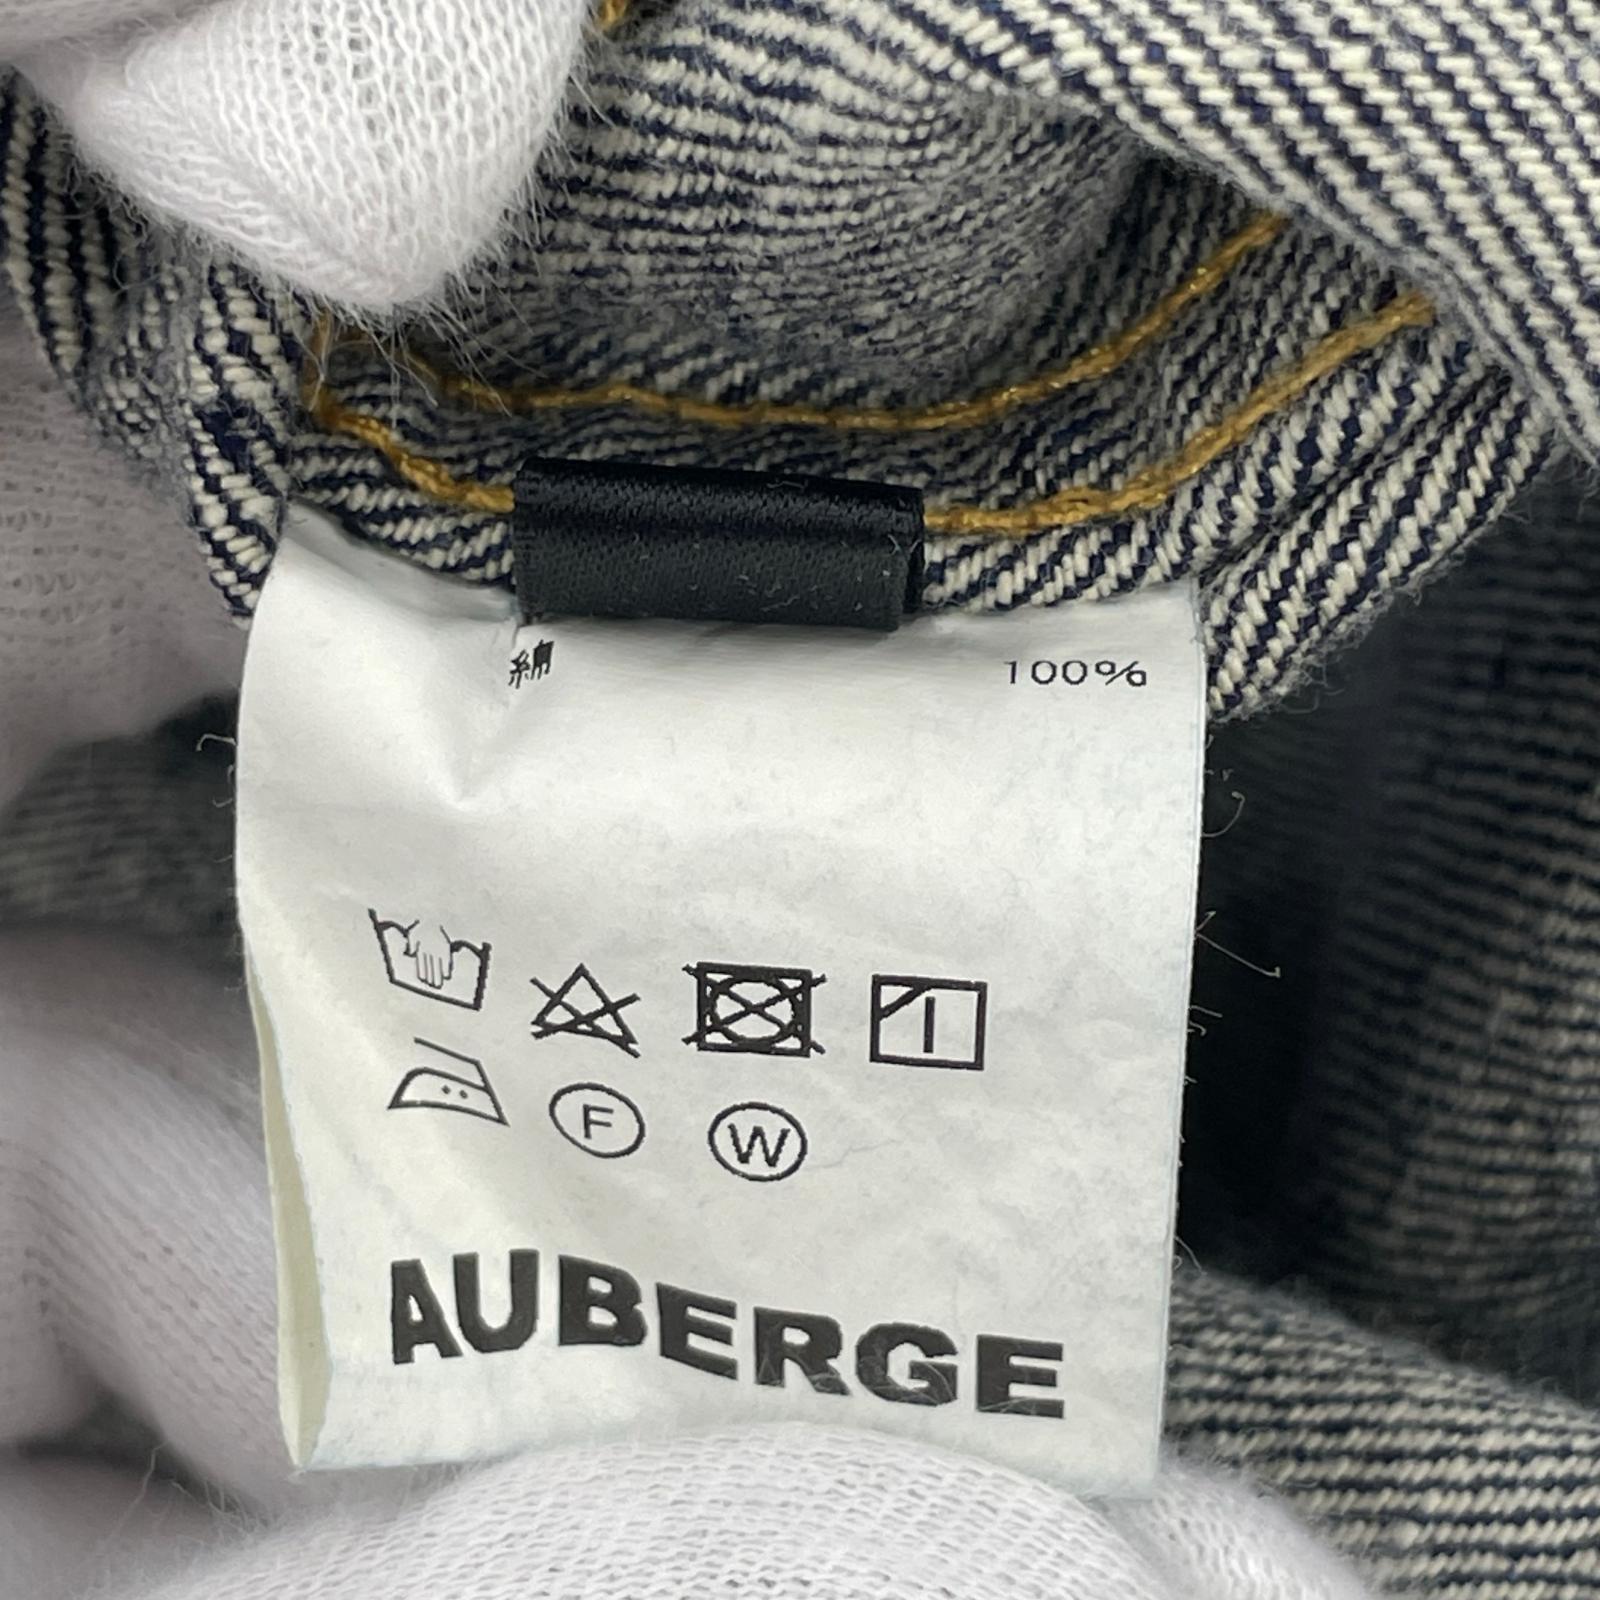 綿 100%
F W
AUBERGE